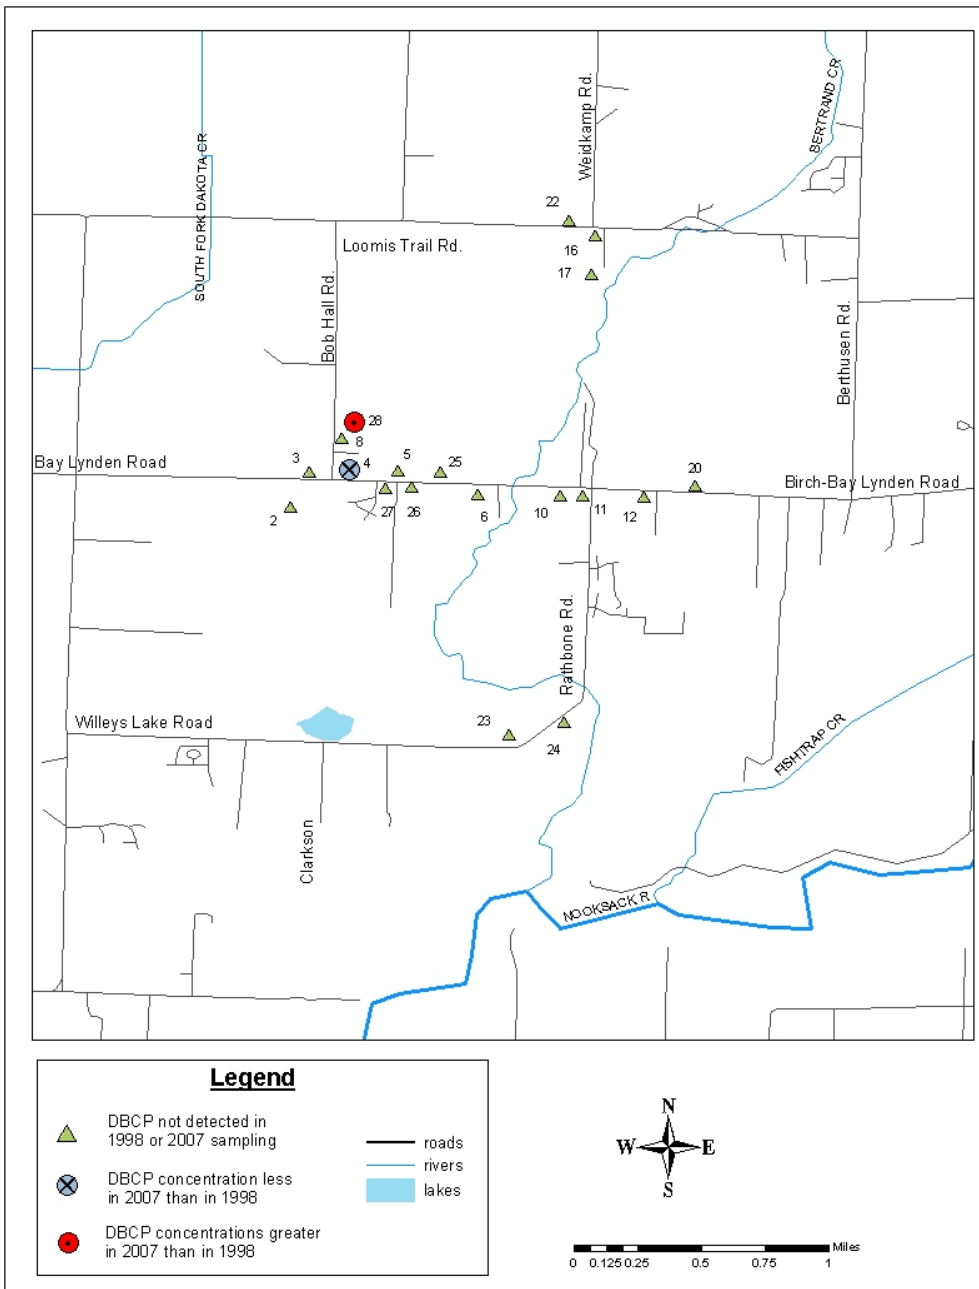 BERTRAND CR
Weidkamp Rd.
SOUTH FORK DAKOTA CR
22
16
Loomis Trail Rd.
17
Bob Hall Rd.
Berthusen Rd.
28
8
Bay Lynden Road
3
4
5
25
20
Birch-Bay Lynden Road
2
27
26
6
10
11
12
Rathbone Rd.
Willeys Lake Road
23
24
FISHTRAP CR
Clarkson
NOOKSACK R
Legend
DBCP not detected in
1998 or 2007 sampling
DBCP concentration less
in 2007 than in 1998
DBCP concentrations greater
in 2007 than in 1998
roads
rivers
lakes
N
W
E
S
Miles
0 0.125 0.25 0.5 0.75 1